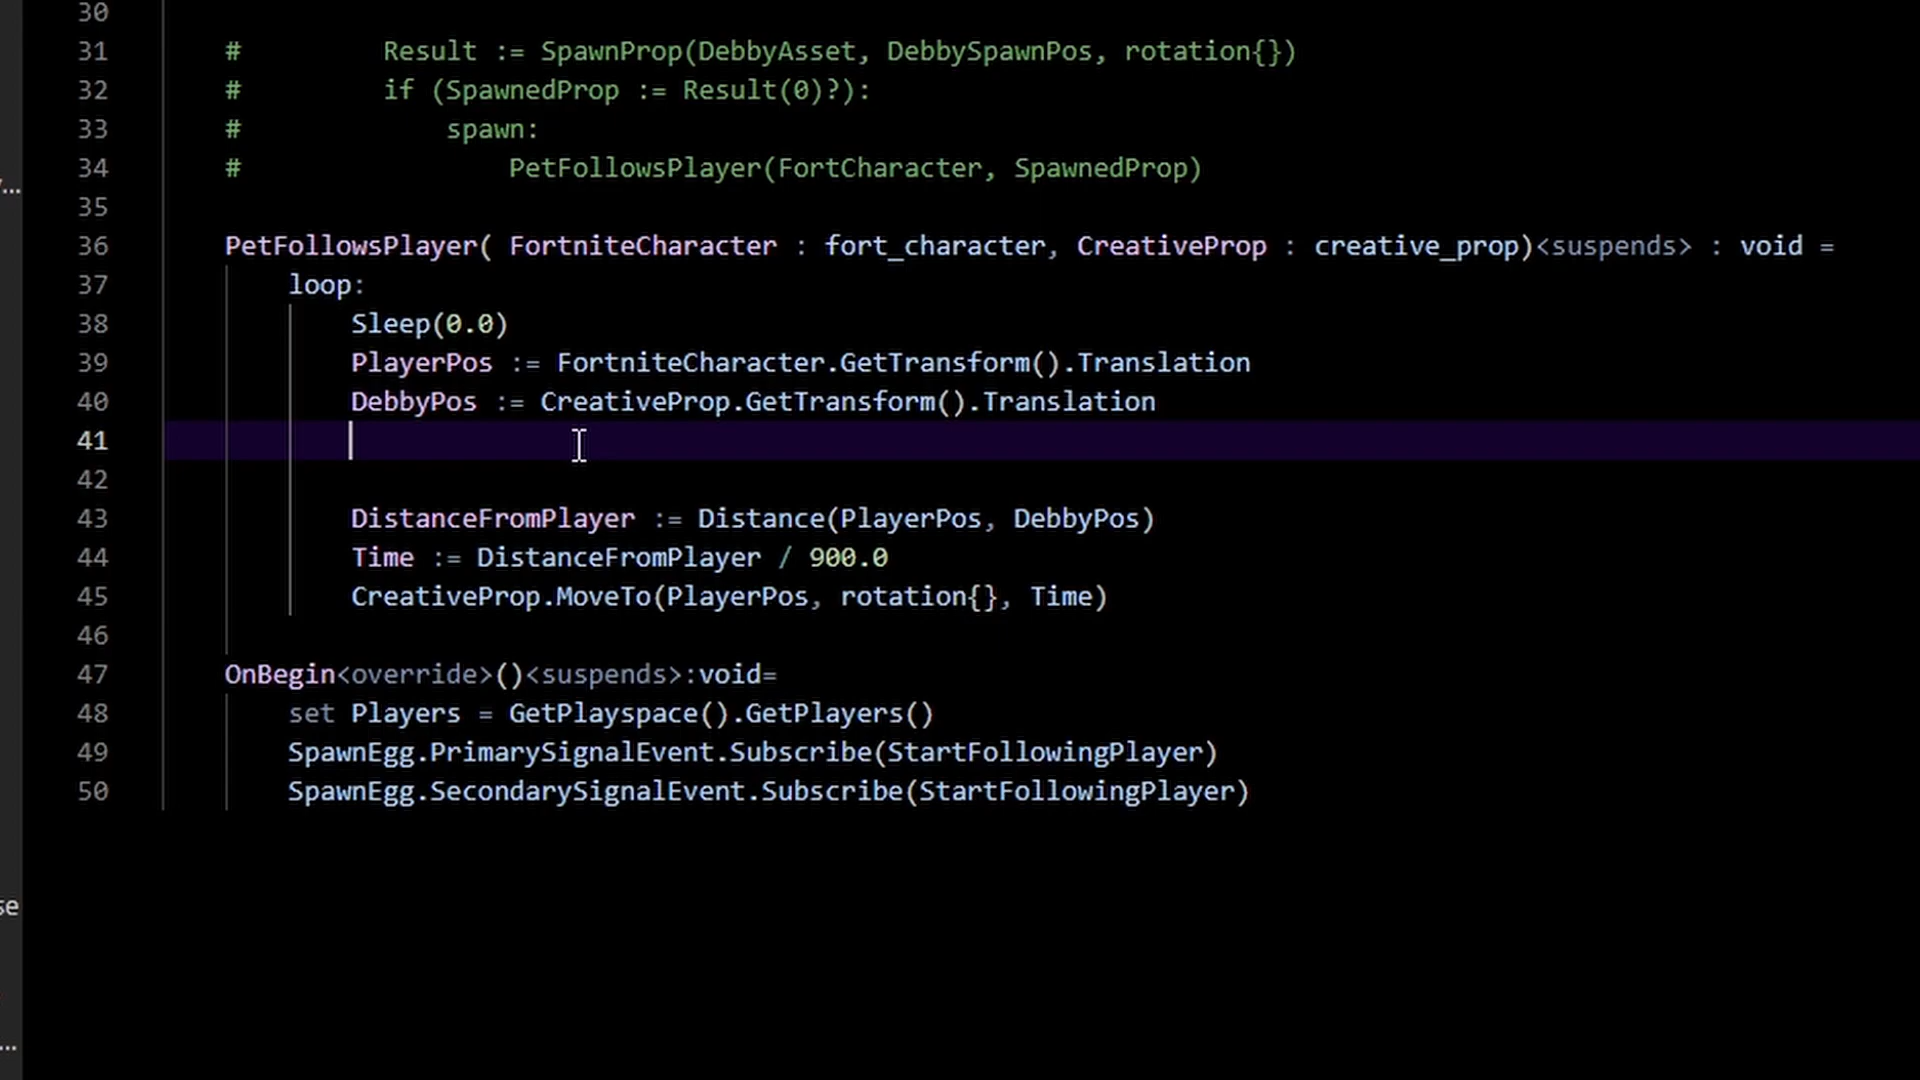 30
31 # Result := SpawnProp(DebbyAsset, DebbySpawnPos, rotation{})
32 # if (SpawnedProp := Result(0)?):
33 # spawn:
34 # PetFollowsPlayer(FortCharacter, SpawnedProp)
35
36 PetFollowsPlayer( FortniteCharacter : fort_character, CreativeProp : creative_prop)<suspends> : void =
37 loop:
38 Sleep(0.0)
39 PlayerPos := FortniteCharacter.GetTransform().Translation
40 DebbyPos := CreativeProp.GetTransform().Translation
41
42
43 DistanceFromPlayer := Distance(PlayerPos, DebbyPos)
44 Time := DistanceFromPlayer / 900.0
45 CreativeProp.MoveTo(PlayerPos, rotation{}, Time)
46
47 OnBegin<override>()<suspends>:void=
48 set Players = GetPlayspace().GetPlayers()
49 SpawnEgg.PrimarySignalEvent.Subscribe(StartFollowingPlayer)
50 SpawnEgg.SecondarySignalEvent.Subscribe(StartFollowingPlayer)